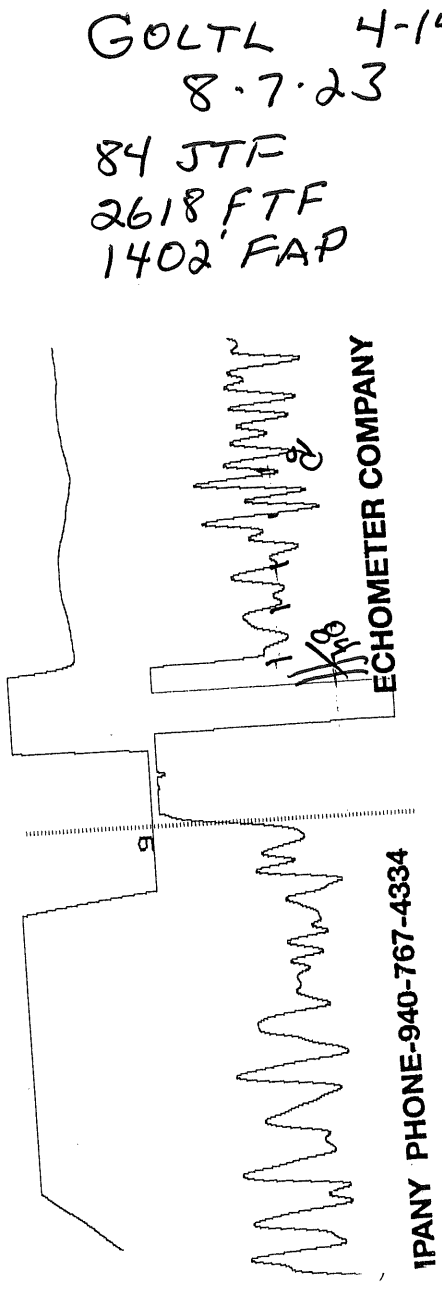 GOLTL 4-14
8.7.23
84 JTF
2618' FTF
1402' FAP
ECHOMETER COMPANY
IPANY PHONE-940-767-4334